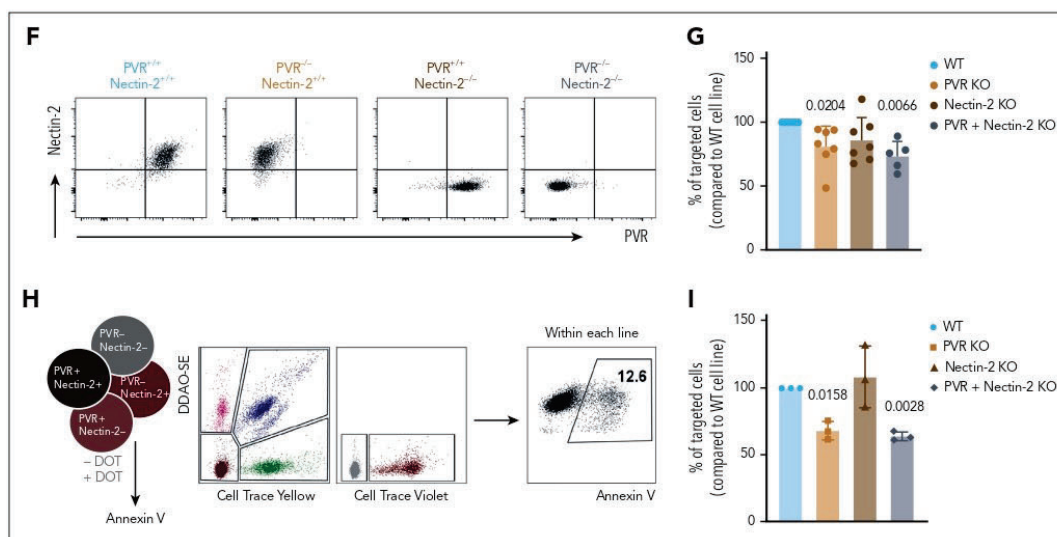 F
PVR+/+
Nectin-2+/+
PVR–/–
Nectin-2+/+
PVR+/+
Nectin-2–/–
PVR–/–
Nectin-2–/–
Nectin-2
PVR
G
% of targeted cells
(compared to WT cell line)
150
100
50
0
0.0204
0.0066
WT
PVR KO
Nectin-2 KO
PVR + Nectin-2 KO
H
PVR–
Nectin-2–
PVR+
Nectin-2+
PVR–
Nectin-2+
PVR+
Nectin-2–
– DOT
+ DOT
Annexin V
DDAO-SE
Cell Trace Yellow
Cell Trace Violet
Within each line
12.6
Annexin V
I
% of targeted cells
(compared to WT cell line)
150
100
50
0
0.0158
0.0028
WT
PVR KO
Nectin-2 KO
PVR + Nectin-2 KO